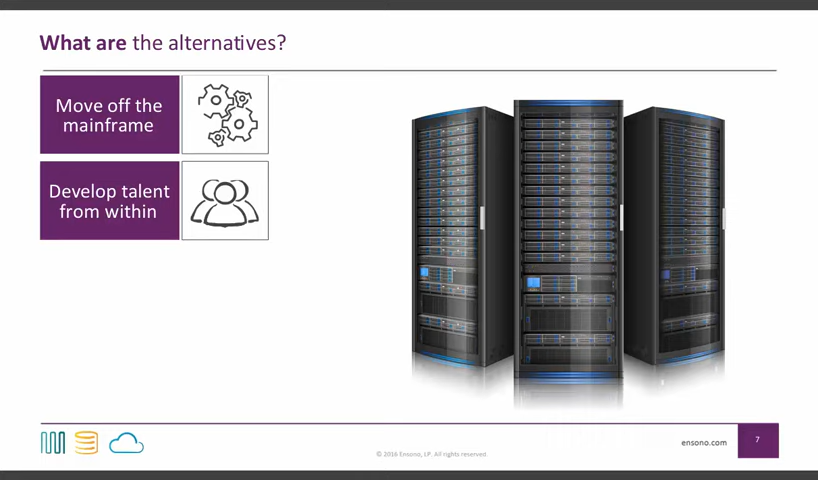 What are the alternatives?
Move off the
mainframe
Develop talent
from within
ensono.com
7
© 2016 Ensono, LP. All rights reserved.